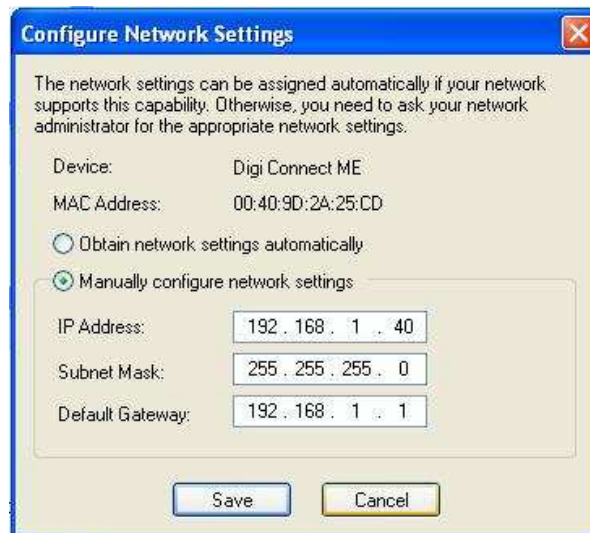 Configure Network Settings
The network settings can be assigned automatically if your network
supports this capability. Otherwise, you need to ask your network
administrator for the appropriate network settings.
Device: Digi Connect ME
MAC Address: 00:40:9D:2A:25:CD
Obtain network settings automatically
Manually configure network settings
IP Address: 192 . 168 . 1 . 40
Subnet Mask: 255 . 255 . 255 . 0
Default Gateway: 192 . 168 . 1 . 1
Save Cancel